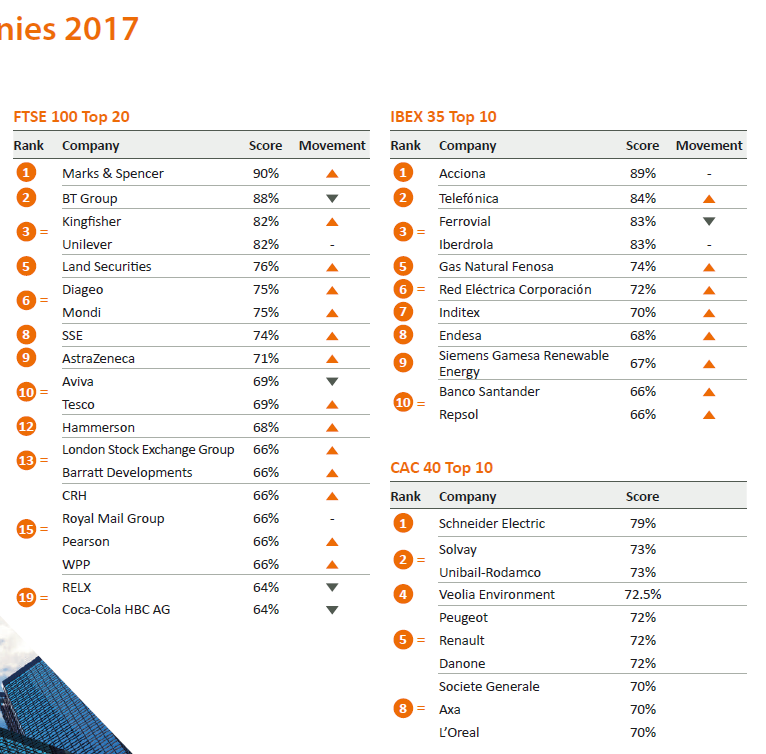 nies 2017
FTSE 100 Top 20
Rank Company Score Movement
1 Marks & Spencer 90% ▲
2 BT Group 88% ▼
3 = Kingfisher 82% ▲
Unilever 82% -
5 Land Securities 76% ▲
6 = Diageo 75% ▲
Mondi 75% ▲
8 SSE 74% ▲
9 AstraZeneca 71% ▲
10 = Aviva 69% ▼
Tesco 69% ▲
12 Hammerson 68% ▲
13 = London Stock Exchange Group 66% ▲
Barratt Developments 66% ▲
15 = CRH 66% ▲
Royal Mail Group 66% -
Pearson 66% ▲
WPP 66% ▲
19 = RELX 64% ▼
Coca-Cola HBC AG 64% ▼
IBEX 35 Top 10
Rank Company Score Movement
1 Acciona 89% -
2 Telefónica 84% ▲
3 = Ferrovial 83% ▼
Iberdrola 83% -
5 Gas Natural Fenosa 74% ▲
6 = Red Eléctrica Corporación 72% ▲
7 Inditex 70% ▲
8 Endesa 68% ▲
9 Siemens Gamesa Renewable
Energy 67% ▲
10 = Banco Santander 66% ▲
Repsol 66% ▲
CAC 40 Top 10
Rank Company Score
1 Schneider Electric 79%
2 = Solvay 73%
Unibail-Rodamco 73%
4 Veolia Environment 72.5%
5 = Peugeot 72%
Renault 72%
Danone 72%
8 = Societe Generale 70%
Axa 70%
L'Oreal 70%